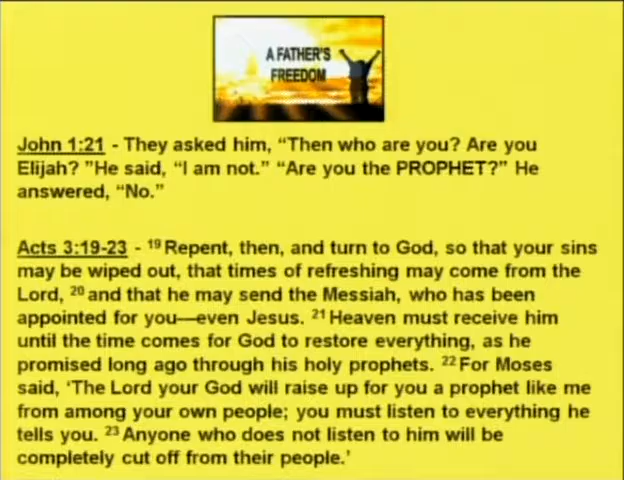 A FATHER'S
FREEDOM
John 1:21 - They asked him, “Then who are you? Are you
Elijah? ”He said, “I am not.” “Are you the PROPHET?” He
answered, “No.”
Acts 3:19-23 - 19 Repent, then, and turn to God, so that your sins
may be wiped out, that times of refreshing may come from the
Lord, 20 and that he may send the Messiah, who has been
appointed for you—even Jesus. 21 Heaven must receive him
until the time comes for God to restore everything, as he
promised long ago through his holy prophets. 22 For Moses
said, ‘The Lord your God will raise up for you a prophet like me
from among your own people; you must listen to everything he
tells you. 23 Anyone who does not listen to him will be
completely cut off from their people.’